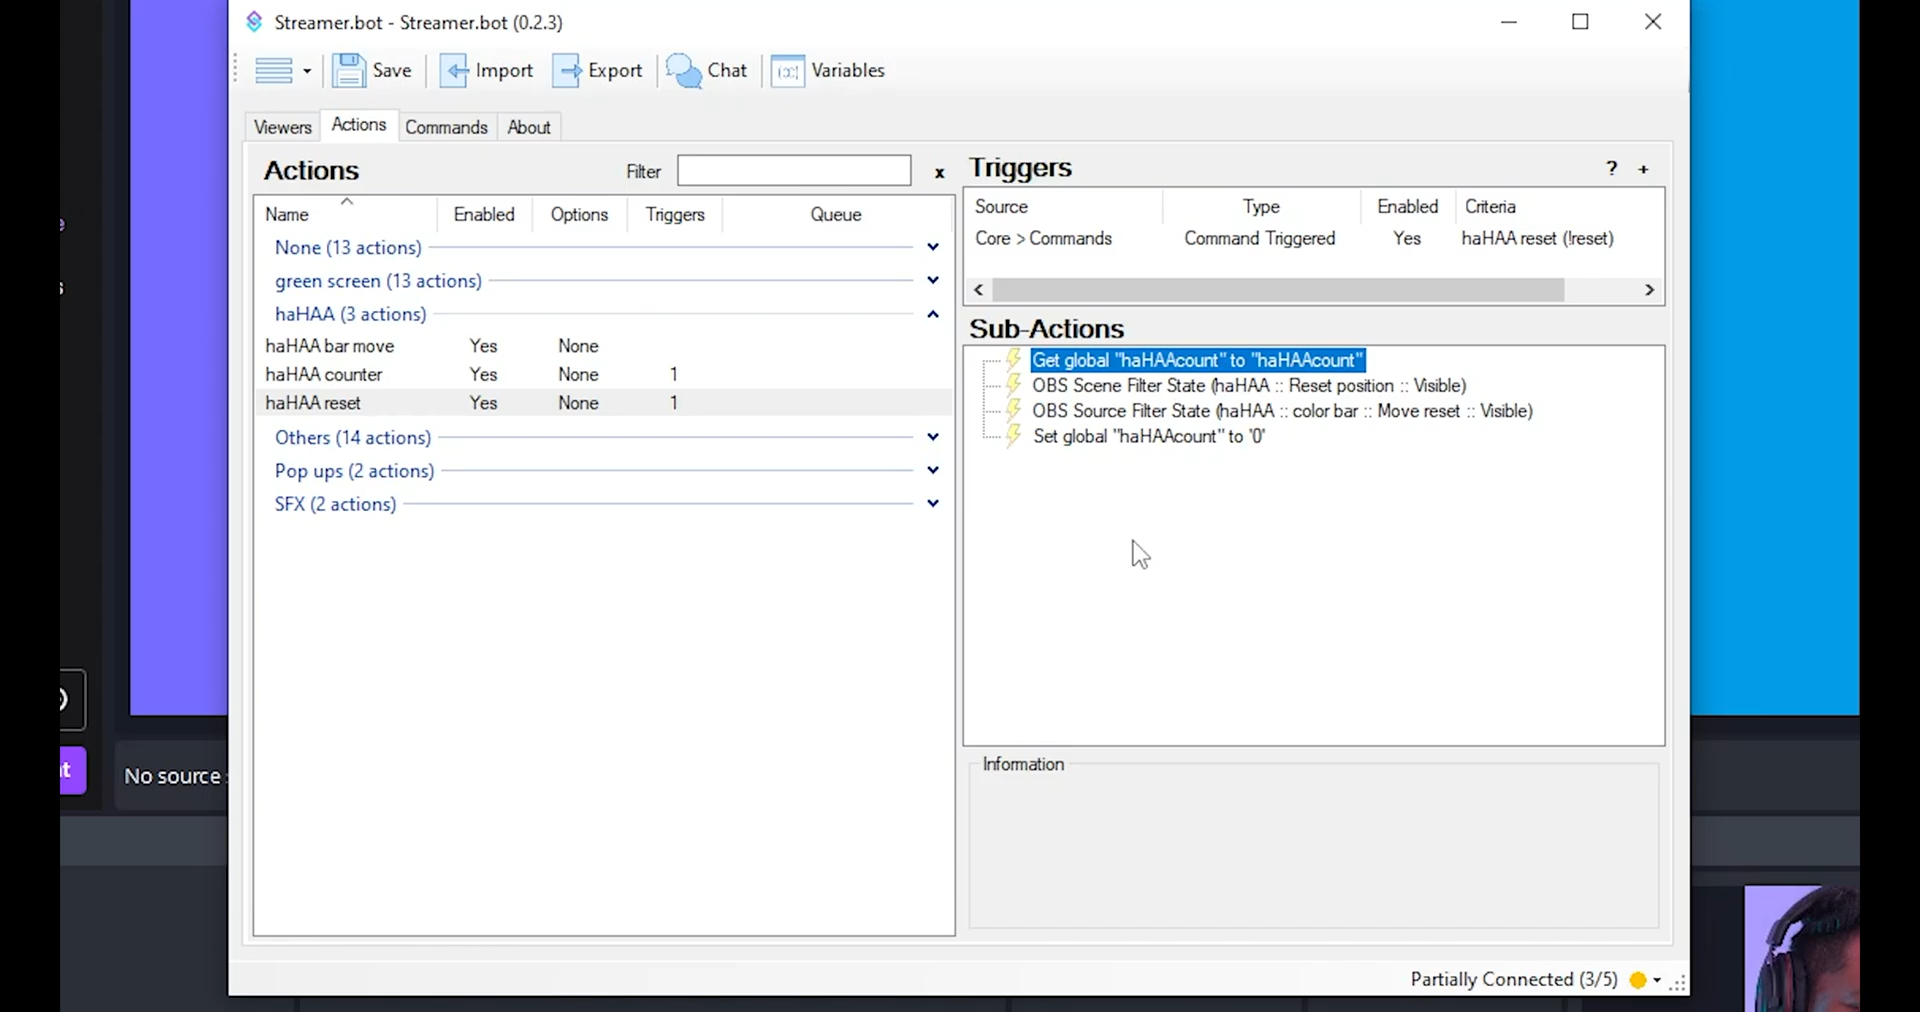 Streamer.bot - Streamer.bot (0.2.3)
Save
Import
Export
Chat
Variables
Viewers
Actions
Commands
About
Actions
Filter
x
Name
Enabled
Options
Triggers
Queue
None (13 actions)
green screen (13 actions)
haHAA (3 actions)
haHAA bar move Yes None
haHAA counter Yes None 1
haHAA reset Yes None 1
Others (14 actions)
Pop ups (2 actions)
SFX (2 actions)
Triggers
? +
Source Type Enabled Criteria
Core > Commands Command Triggered Yes haHAA reset (!reset)
Sub-Actions
Get global "haHAAcount" to "haHAAcount"
OBS Scene Filter State (haHAA :: Reset position :: Visible)
OBS Source Filter State (haHAA :: color bar :: Move reset :: Visible)
Set global "haHAAcount" to '0'
Information
Partially Connected (3/5)
No source